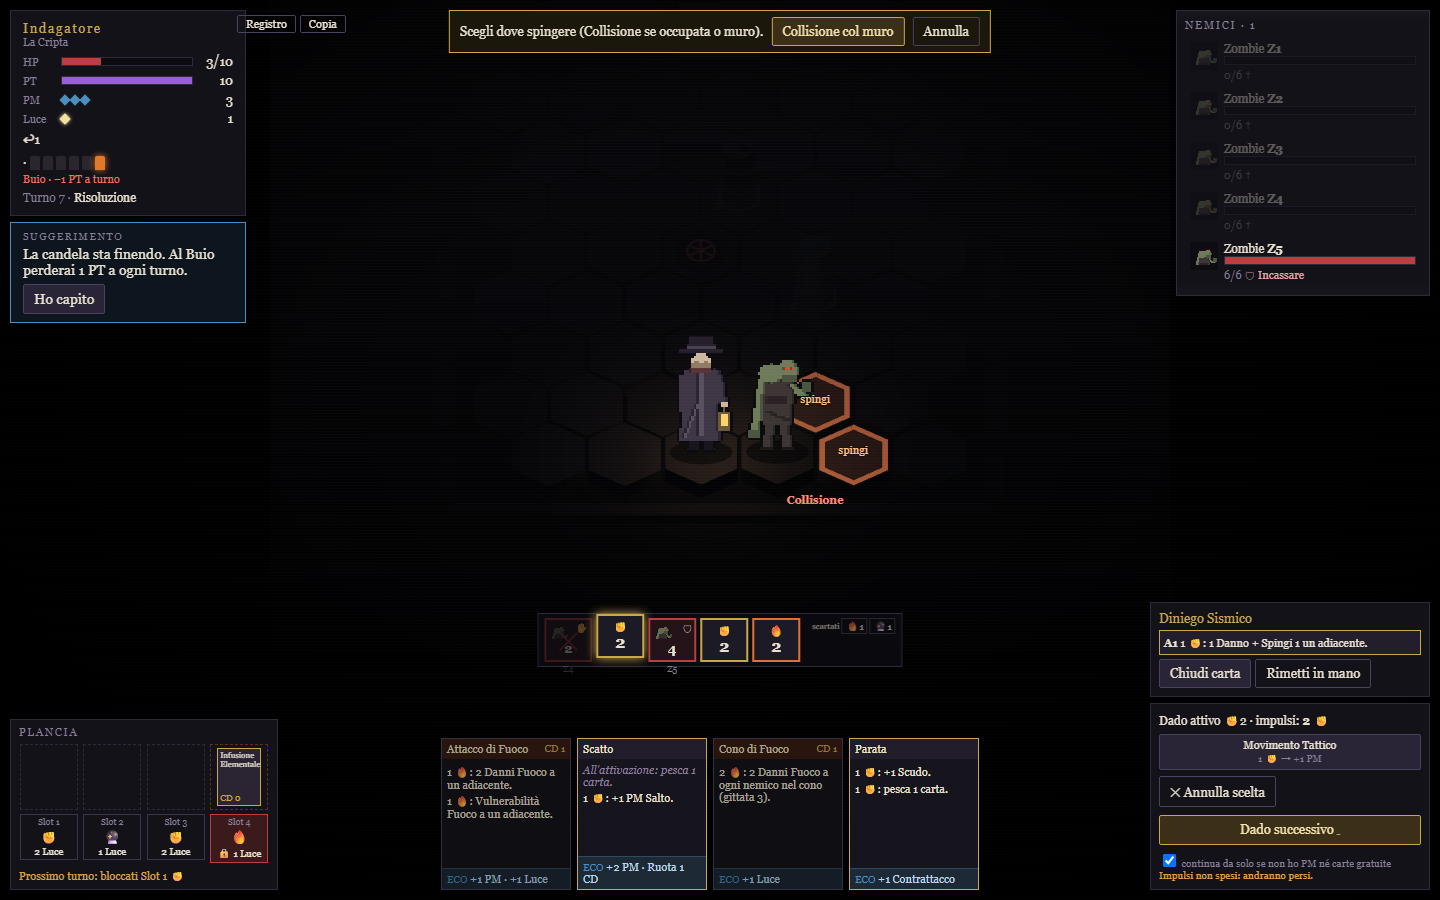 Indagatore
La Cripta
HP 3/10
PT 10
PM 3
Luce 1
↩1
Buio · −1 PT a turno
Turno 7 · Risoluzione
Registro
Copia
SUGGERIMENTO
La candela sta finendo. Al Buio
perderai 1 PT a ogni turno.
Ho capito
Scegli dove spingere (Collisione se occupata o muro).
Collisione col muro
Annulla
NEMICI · 1
Zombie Z1
0/6 †
Zombie Z2
0/6 †
Zombie Z3
0/6 †
Zombie Z4
0/6 †
Zombie Z5
6/6 Incassare
spingi
spingi
Collisione
2
2
4
2
2
scartati 1 1
Z4
Z5
Diniego Sismico
A1 1 : 1 Danno + Spingi 1 un adiacente.
Chiudi carta
Rimetti in mano
Dado attivo 2 · impulsi: 2
Movimento Tattico
1 → +1 PM
× Annulla scelta
Dado successivo
continua da solo se non ho PM né carte gratuite
Impulsi non spesi: andranno persi.
PLANCIA
Infusione
Elementale
CD 0
Slot 1
2 Luce
Slot 2
1 Luce
Slot 3
2 Luce
Slot 4
1 Luce
Prossimo turno: bloccati Slot 1
Attacco di Fuoco CD 1
1 : 2 Danni Fuoco a
un adiacente.
1 : Vulnerabilità
Fuoco a un adiacente.
ECO +1 PM · +1 Luce
Scatto
All'attivazione: pesca 1
carta.
1 : +1 PM Salto.
ECO +2 PM · Ruota 1
CD
Cono di Fuoco CD 1
2 : 2 Danni Fuoco a
ogni nemico nel cono
(gittata 3).
ECO +1 Luce
Parata
1 : +1 Scudo.
1 : pesca 1 carta.
ECO +1 Contrattacco